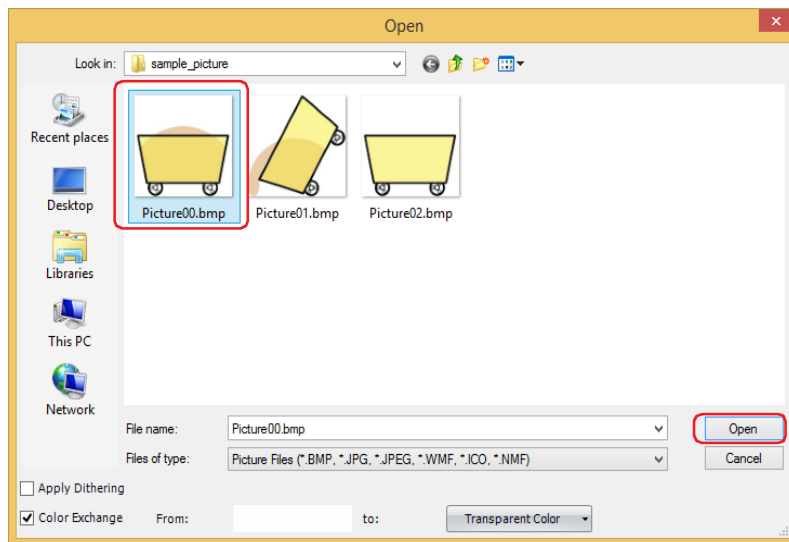 Open
Look in: sample_picture
Recent places
Desktop
Libraries
This PC
Network
Picture00.bmp Picture01.bmp Picture02.bmp
File name: Picture00.bmp Open
Files of type: Picture Files (*.BMP, *.JPG, *.JPEG, *.WMF, *.ICO, *.NMF) Cancel
Apply Dithering
Color Exchange From: to: Transparent Color